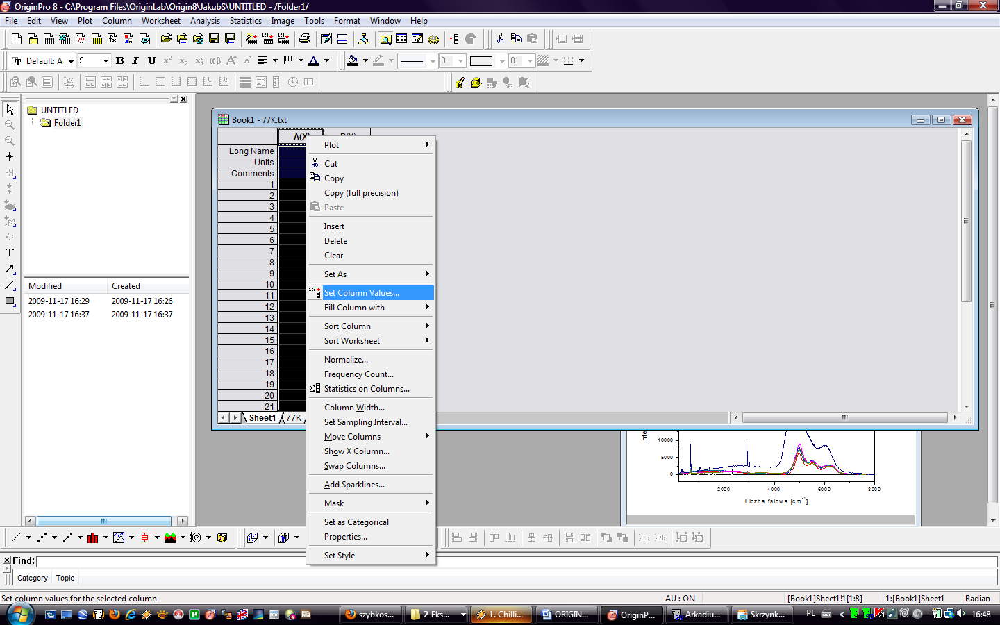 OriginPro 8 - C:\Program Files\OriginLab\Origin8\JakubS\UNTITLED - /Folder1/
File Edit View Plot Column Worksheet Analysis Statistics Image Tools Format Window Help
Default: A 9 B I U 0 0
UNTITLED
Folder1
Modified Created
2009-11-17 16:29 2009-11-17 16:26
2009-11-17 16:37 2009-11-17 16:37
Book1 - 77K.txt
A(X)
Long Name
Units
Comments
1
2
3
4
5
6
7
8
9
10
11
12
13
14
15
16
17
18
19
20
21
Sheet1 77K
Plot
Cut
Copy
Copy (full precision)
Paste
Insert
Delete
Clear
Set As
Set Column Values...
Fill Column with
Sort Column
Sort Worksheet
Normalize...
Frequency Count...
Statistics on Columns...
Column Width...
Set Sampling Interval...
Move Columns
Show X Column...
Swap Columns...
Add Sparklines...
Mask
Set as Categorical
Properties...
Set Style
Inte
10000
5000
0
2000 4000 6000 8000
Liczba falowa [cm-1]
Find:
Category Topic
Set column values for the selected column
AU : ON [Book1]Sheet1!1[1:8] 1:[Book1]Sheet1 Radian
szybkos... 2 Eks... 1. Chilli... ORIGIN... OriginP... Arkadiu... Skrzynk... PL 16:48